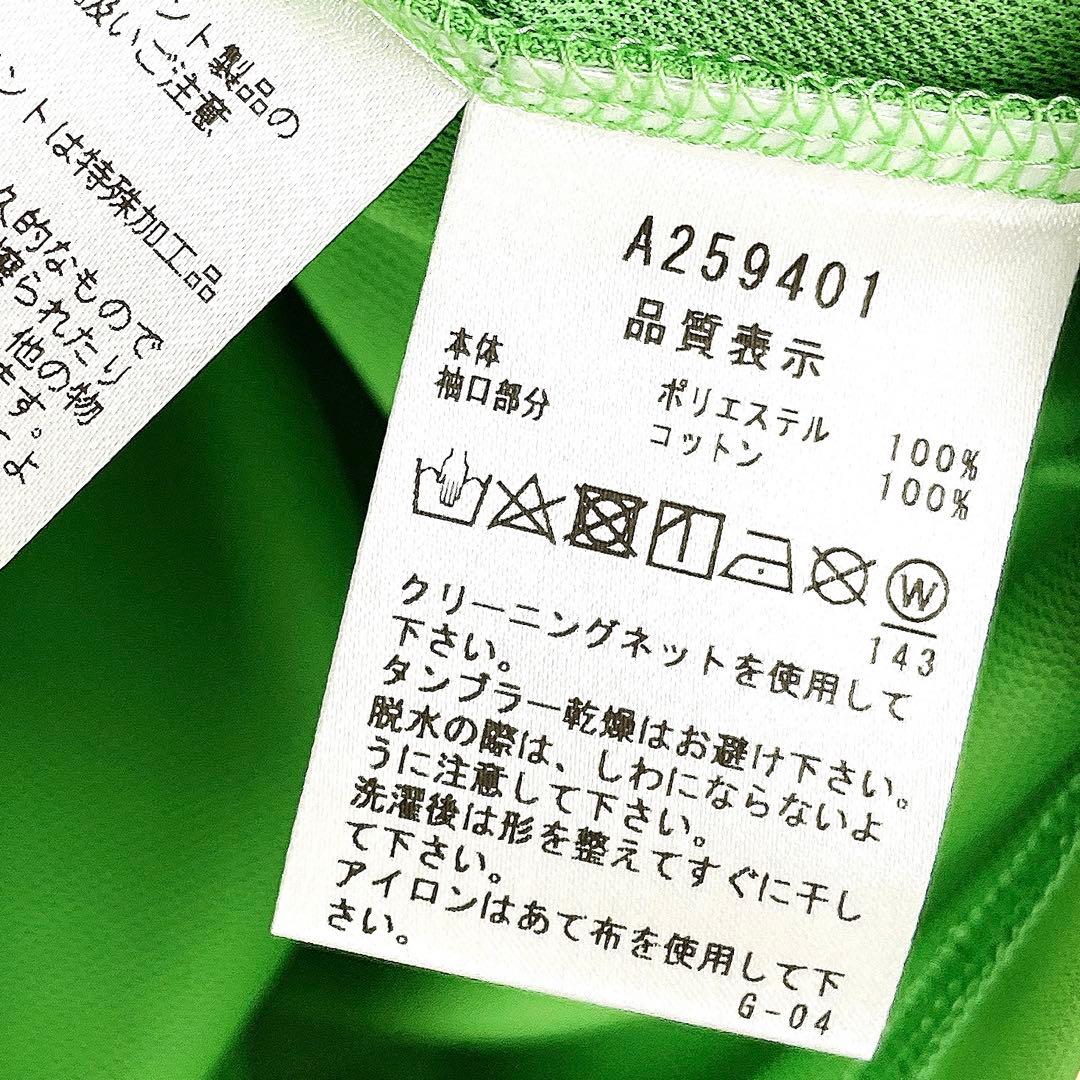 ント製品の
扱いご注意
ントは特殊加工品
久的なもので
られたり
他の物
ます。
よ
A259401
品質表示
本体 ポリエステル 100%
袖口部分 コットン 100%
W
143
クリーニングネットを使用して
下さい。
タンブラー乾燥はお避け下さい。
脱水の際は、しわにならないよ
うに注意して下さい。
洗濯後は形を整えてすぐに干し
て下さい。
アイロンはあて布を使用して下
さい。
G-04